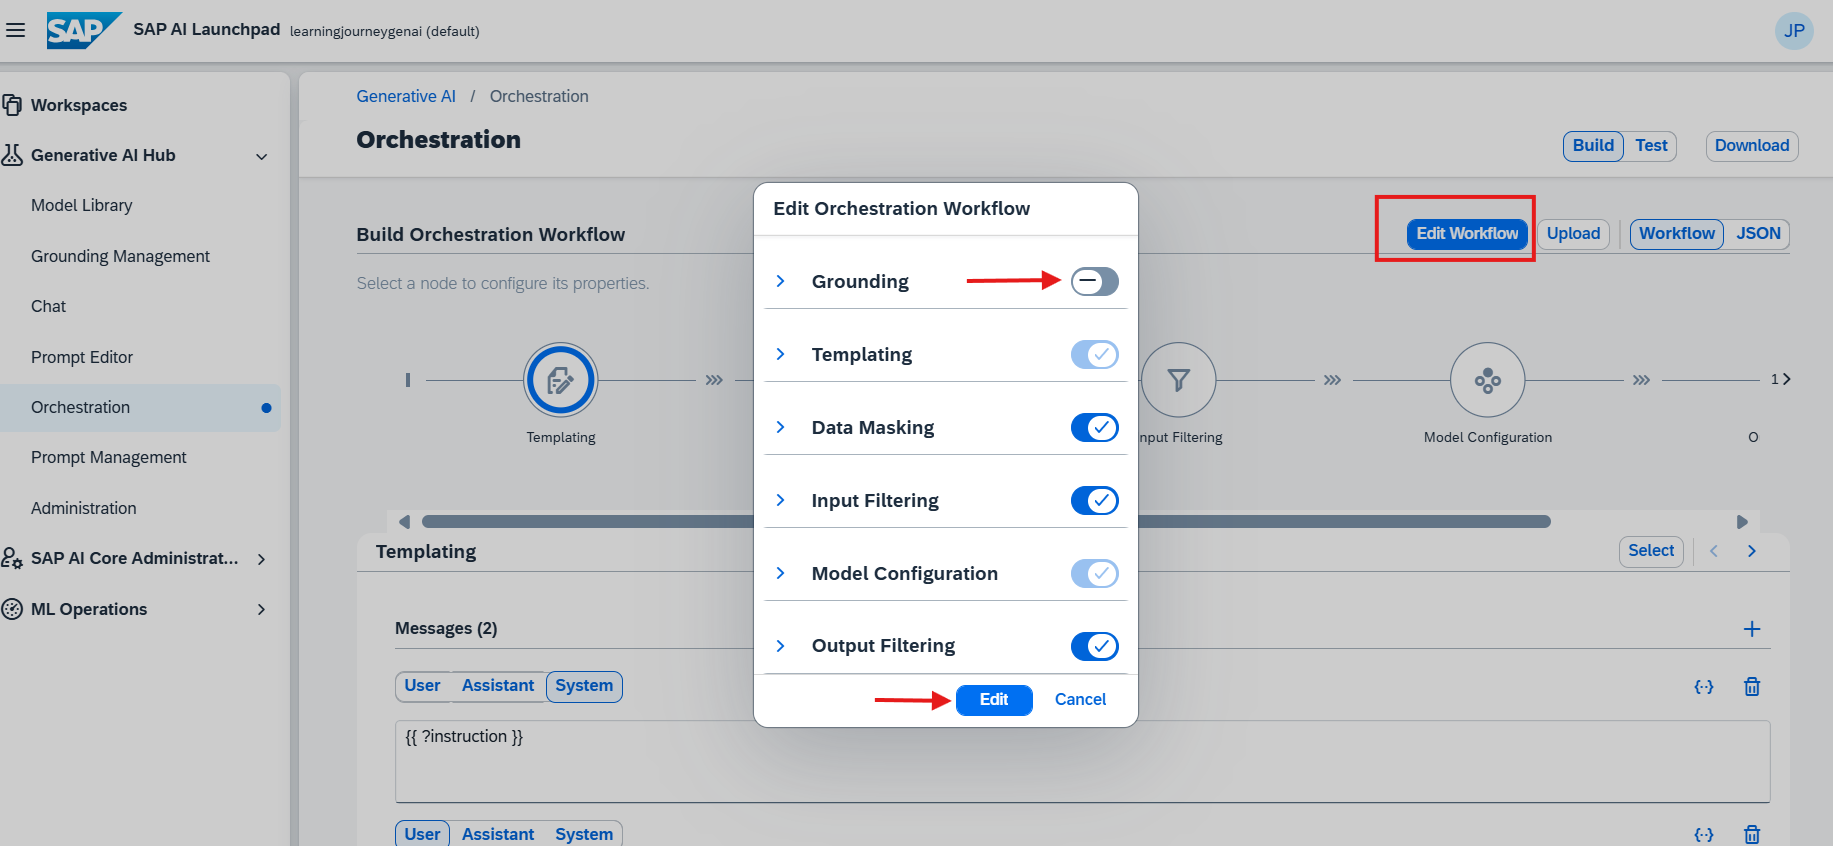 SAP
SAP AI Launchpad learningjourneygenai (default)
JP
Workspaces
Generative AI Hub
Model Library
Grounding Management
Chat
Prompt Editor
Orchestration
Prompt Management
Administration
SAP AI Core Administrat...
ML Operations
Generative AI / Orchestration
Orchestration
Build Test Download
Build Orchestration Workflow
Edit Workflow Upload Workflow JSON
Select a node to configure its properties.
Templating
nput Filtering
Model Configuration
O
1
Templating
Select
Messages (2)
User Assistant System
{{ ?instruction }}
User Assistant System
Edit Orchestration Workflow
Grounding
Templating
Data Masking
Input Filtering
Model Configuration
Output Filtering
Edit Cancel